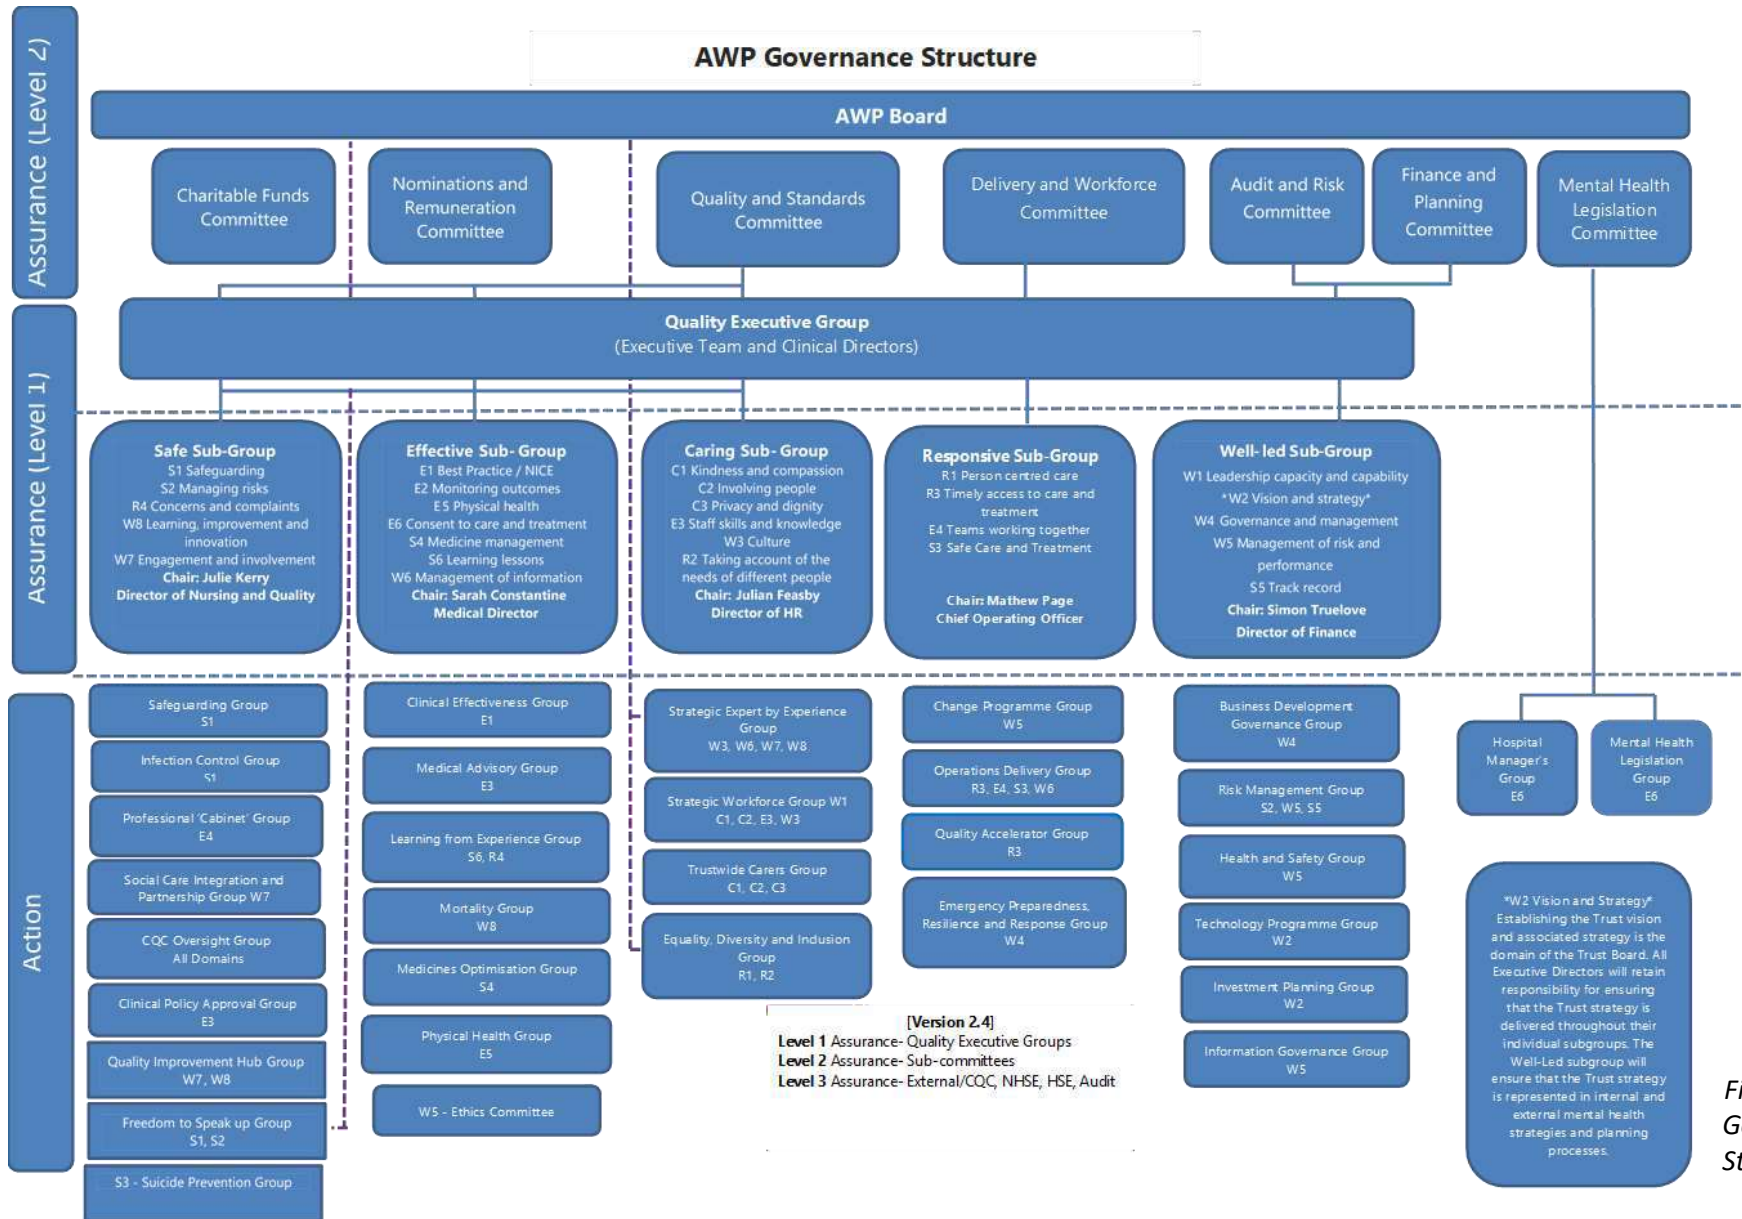 AWP Governance Structure
Assurance (Level 2)
AWP Board
Charitable Funds
Committee
Nominations and
Remuneration
Committee
Quality and Standards
Committee
Delivery and Workforce
Committee
Audit and Risk
Committee
Finance and
Planning
Committee
Mental Health
Legislation
Committee
Assurance (Level 1)
Quality Executive Group
(Executive Team and Clinical Directors)
Safe Sub-Group
S1 Safeguarding
S2 Managing risks
R4 Concerns and complaints
W8 Learning, improvement and
innovation
W7 Engagement and involvement
Chair: Julie Kerry
Director of Nursing and Quality
Effective Sub- Group
E1 Best Practice / NICE
E2 Monitoring outcomes
E5 Physical health
E6 Consent to care and treatment
S4 Medicine management
S6 Learning lessons
W6 Management of information
Chair: Sarah Constantine
Medical Director
Caring Sub- Group
C1 Kindness and compassion
C2 Involving people
C3 Privacy and dignity
E3 Staff skills and knowledge
W3 Culture
R2 Taking account of the
needs of different people
Chair: Julian Feasby
Director of HR
Responsive Sub-Group
R1 Person centred care
R3 Timely access to care and
treatment
E4 Teams working together
S3 Safe Care and Treatment
Chair: Mathew Page
Chief Operating Officer
Well- led Sub-Group
W1 Leadership capacity and capability
*W2 Vision and strategy*
W4 Governance and management
W5 Management of risk and
performance
S5 Track record
Chair: Simon Truelove
Director of Finance
Action
Safeguarding Group
S1
Infection Control Group
S1
Professional 'Cabinet' Group
E4
Social Care Integration and
Partnership Group W7
CQC Oversight Group
All Domains
Clinical Policy Approval Group
E3
Quality Improvement Hub Group
W7, W8
Freedom to Speak up Group
S1, S2
S3 - Suicide Prevention Group
Clinical Effectiveness Group
E1
Medical Advisory Group
E3
Learning from Experience Group
S6, R4
Mortality Group
W8
Medicines Optimisation Group
S4
Physical Health Group
E5
W5 - Ethics Committee
Strategic Expert by Experience
Group
W3, W6, W7, W8
Strategic Workforce Group W1
C1, C2, E3, W3
Trustwide Carers Group
C1, C2, C3
Equality, Diversity and Inclusion
Group
R1, R2
Change Programme Group
W5
Operations Delivery Group
R3, E4, S3, W6
Quality Accelerator Group
R3
Emergency Preparedness,
Resilience and Response Group
W4
Business Development
Governance Group
W4
Risk Management Group
S2, W5, S5
Health and Safety Group
W5
Technology Programme Group
W2
Investment Planning Group
W2
Information Governance Group
W5
Hospital
Manager's
Group
E6
Mental Health
Legislation
Group
E6
*W2 Vision and Strategy*
Establishing the Trust vision
and associated strategy is the
domain of the Trust Board. All
Executive Directors will retain
responsibility for ensuring
that the Trust strategy is
delivered throughout their
individual subgroups. The
Well-Led subgroup will
ensure that the Trust strategy
is represented in internal and
external mental health
strategies and planning
processes.
[Version 2.4]
Level 1 Assurance- Quality Executive Groups
Level 2 Assurance- Sub-committees
Level 3 Assurance- External/CQC, NHSE, HSE, Audit